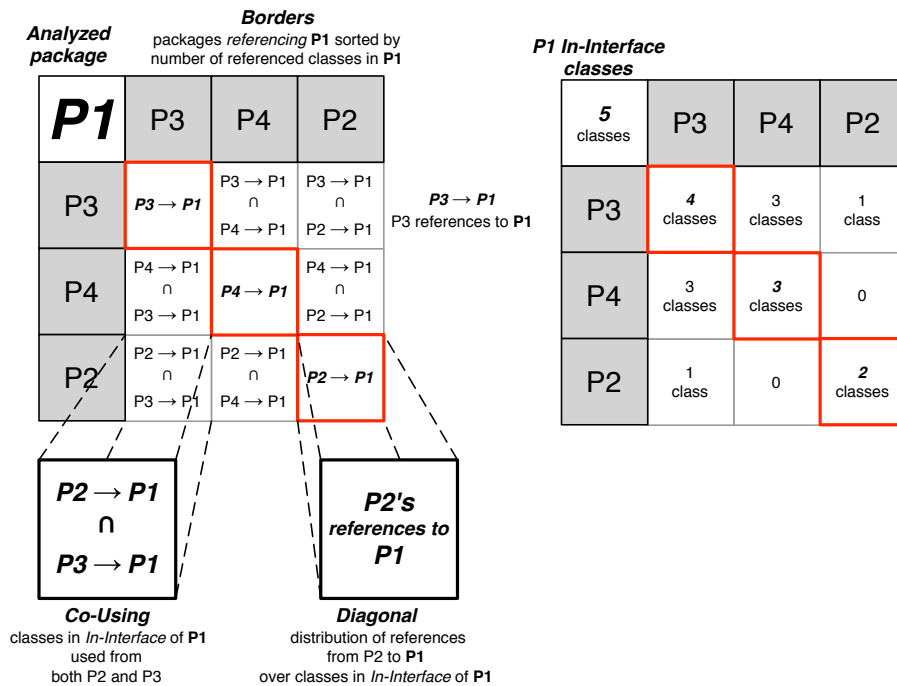 Analyzed
package
Borders
packages referencing P1 sorted by
number of referenced classes in P1
P1
P3
P4
P2
P3
P3 → P1
P3 → P1
∩
P4 → P1
P3 → P1
∩
P2 → P1
P4
P4 → P1
∩
P3 → P1
P4 → P1
P4 → P1
∩
P2 → P1
P2
P2 → P1
∩
P3 → P1
P2 → P1
∩
P4 → P1
P2 → P1
P3 → P1
P3 references to P1
P2 → P1
∩
P3 → P1
P2's
references to
P1
Co-Using
classes in In-Interface of P1
used from
both P2 and P3
Diagonal
distribution of references
from P2 to P1
over classes in In-Interface of P1
P1 In-Interface
classes
5
classes
P3
P4
P2
P3
4
classes
3
classes
1
class
P4
3
classes
3
classes
0
P2
1
class
0
2
classes